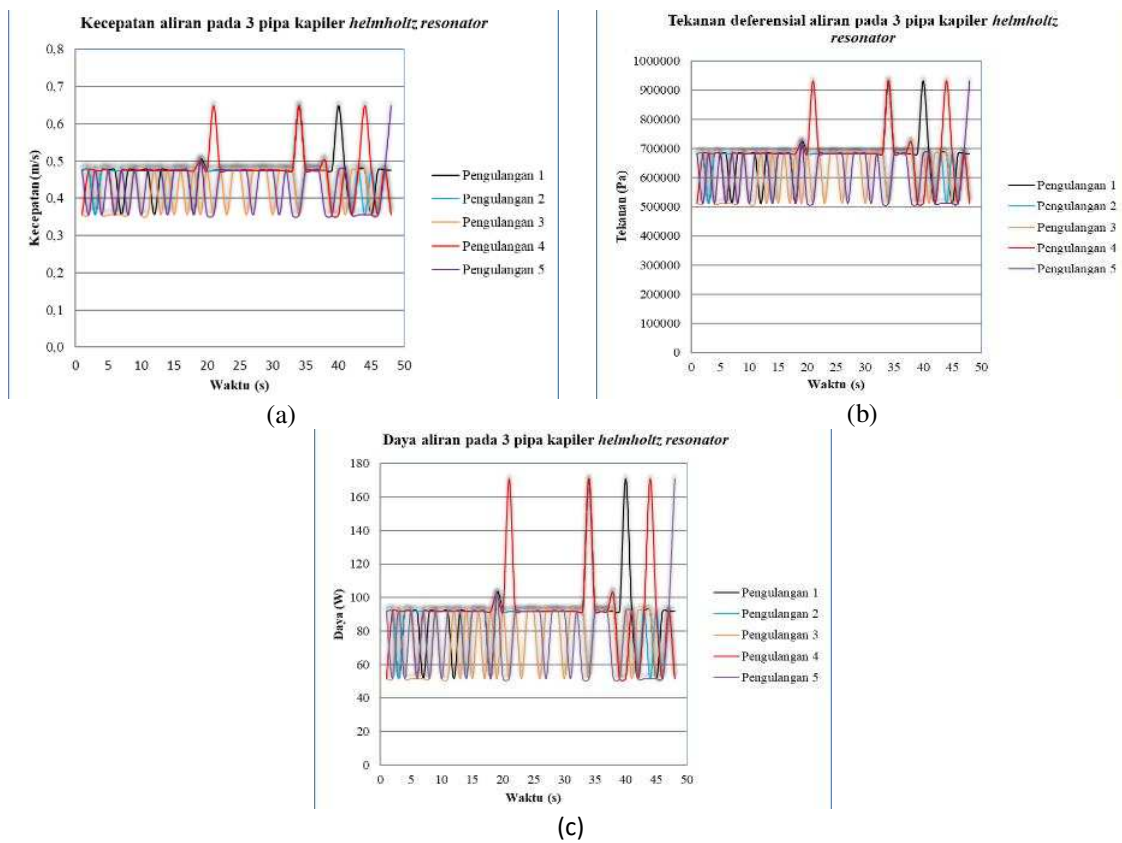 Kecepatan aliran pada 3 pipa kapiler helmholtz resonator
0,8
0,7
0,6
0,5
0,4
0,3
0,2
0,1
0,0
Kecepatan (m/s)
0 5 10 15 20 25 30 35 40 45 50
Waktu (s)
Pengulangan 1
Pengulangan 2
Pengulangan 3
Pengulangan 4
Pengulangan 5
(a)
Tekanan deferensial aliran pada 3 pipa kapiler helmholtz
resonator
1000000
900000
800000
700000
600000
500000
400000
300000
200000
100000
0
Tekanan (Pa)
0 5 10 15 20 25 30 35 40 45 50
Waktu (s)
Pengulangan 1
Pengulangan 2
Pengulangan 3
Pengulangan 4
Pengulangan 5
(b)
Daya aliran pada 3 pipa kapiler helmholtz resonator
180
160
140
120
100
80
60
40
20
0
Daya (W)
0 5 10 15 20 25 30 35 40 45 50
Waktu (s)
Pengulangan 1
Pengulangan 2
Pengulangan 3
Pengulangan 4
Pengulangan 5
(c)